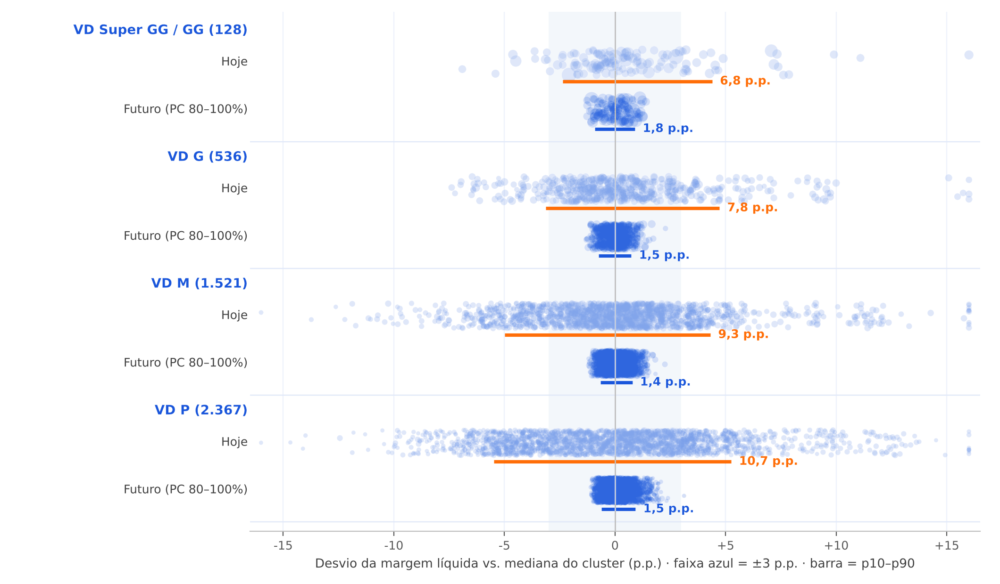 VD Super GG / GG (128)
Hoje
6,8 p.p.
Futuro (PC 80–100%)
1,8 p.p.
VD G (536)
Hoje
7,8 p.p.
Futuro (PC 80–100%)
1,5 p.p.
VD M (1.521)
Hoje
9,3 p.p.
Futuro (PC 80–100%)
1,4 p.p.
VD P (2.367)
Hoje
10,7 p.p.
Futuro (PC 80–100%)
1,5 p.p.
-15 -10 -5 0 +5 +10 +15
Desvio da margem líquida vs. mediana do cluster (p.p.) · faixa azul = ±3 p.p. · barra = p10–p90